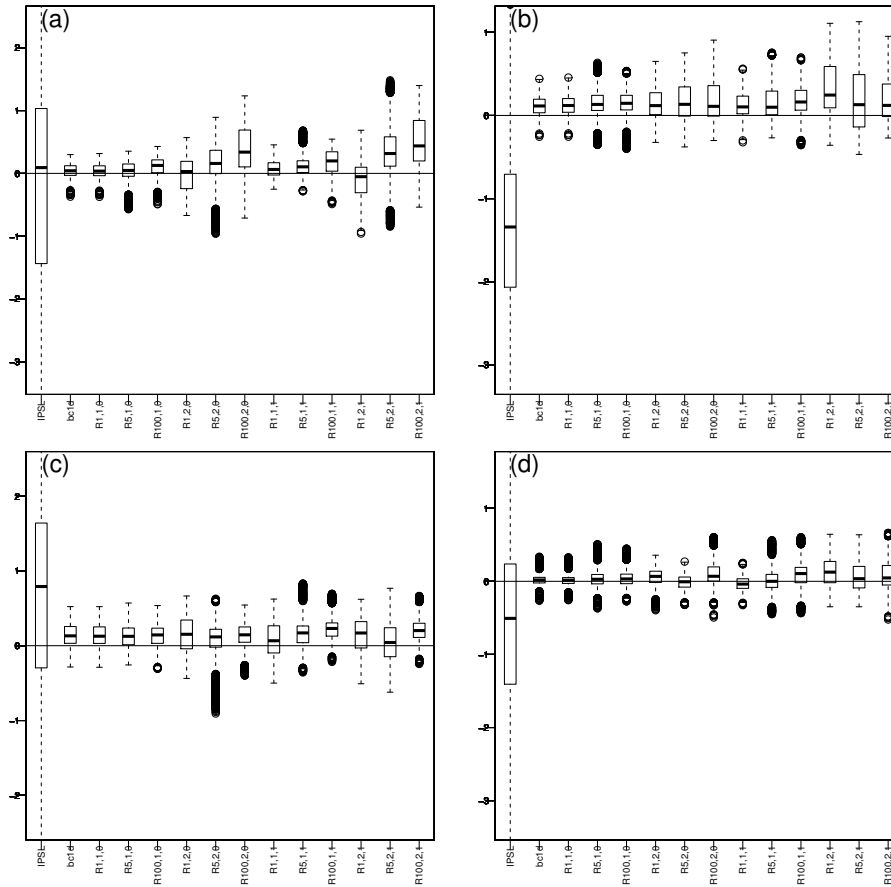 (a)
2
1
0
-1
-2
-3
IPSL
bc1d
R1,1,0
R5,1,0
R100,1,0
R1,2,0
R5,2,0
R100,2,0
R1,1,1
R5,1,1
R100,1,1
R1,2,1
R5,2,1
R100,2,1
(b)
1
0
-1
-2
-3
IPSL
bc1d
R1,1,0
R5,1,0
R100,1,0
R1,2,0
R5,2,0
R100,2,0
R1,1,1
R5,1,1
R100,1,1
R1,2,1
R5,2,1
R100,2,1
(c)
2
1
0
-1
-2
IPSL
bc1d
R1,1,0
R5,1,0
R100,1,0
R1,2,0
R5,2,0
R100,2,0
R1,1,1
R5,1,1
R100,1,1
R1,2,1
R5,2,1
R100,2,1
(d)
1
0
-1
-2
-3
IPSL
bc1d
R1,1,0
R5,1,0
R100,1,0
R1,2,0
R5,2,0
R100,2,0
R1,1,1
R5,1,1
R100,1,1
R1,2,1
R5,2,1
R100,2,1